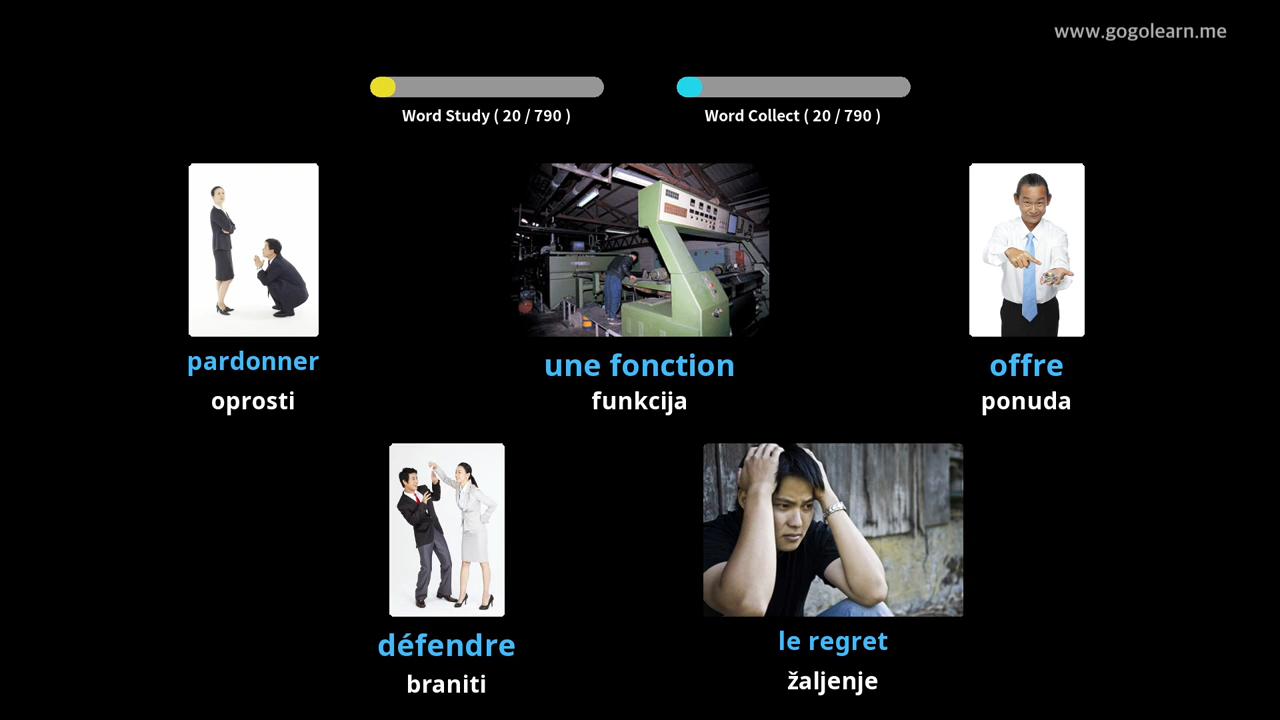 www.gogolearn.me
Word Study ( 20 / 790 )
Word Collect ( 20 / 790 )
pardonner
oprosti
une fonction
funkcija
offre
ponuda
défendre
braniti
le regret
žaljenje